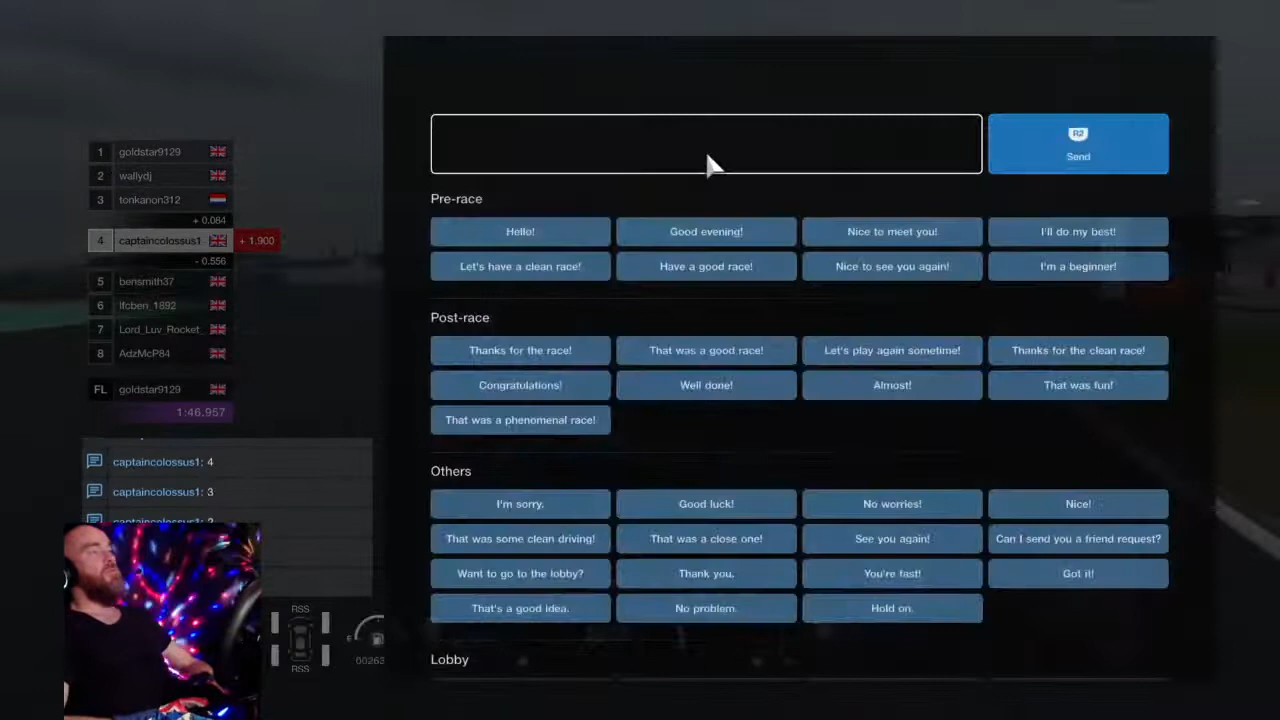 R2
Send
1 goldstar9129
2 wallydj
3 tonkanon312
+ 0.084
4 captaincolossus1 + 1.900
- 0.556
5 bensmith37
6 lfcben_1892
7 Lord_Luv_Rocket_
8 AdzMcP84
FL goldstar9129
1:46.957
captaincolossus1: 4
captaincolossus1: 3
captaincolossus1: 2
RSS
RSS
E
00263
Pre-race
Hello! Good evening! Nice to meet you! I'll do my best!
Let's have a clean race! Have a good race! Nice to see you again! I'm a beginner!
Post-race
Thanks for the race! That was a good race! Let's play again sometime! Thanks for the clean race!
Congratulations! Well done! Almost! That was fun!
That was a phenomenal race!
Others
I'm sorry. Good luck! No worries! Nice!
That was some clean driving! That was a close one! See you again! Can I send you a friend request?
Want to go to the lobby? Thank you. You're fast! Got it!
That's a good idea. No problem. Hold on.
Lobby